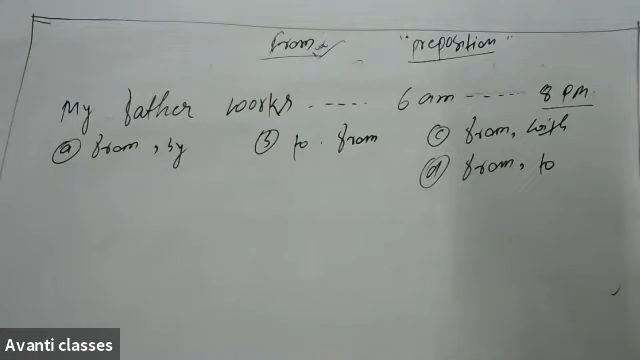 from "preposition"
My father works ..... 6 am ----- 8 pm.
(a) from, by (b) to. from (c) from, with
(d) from, to
Avanti classes